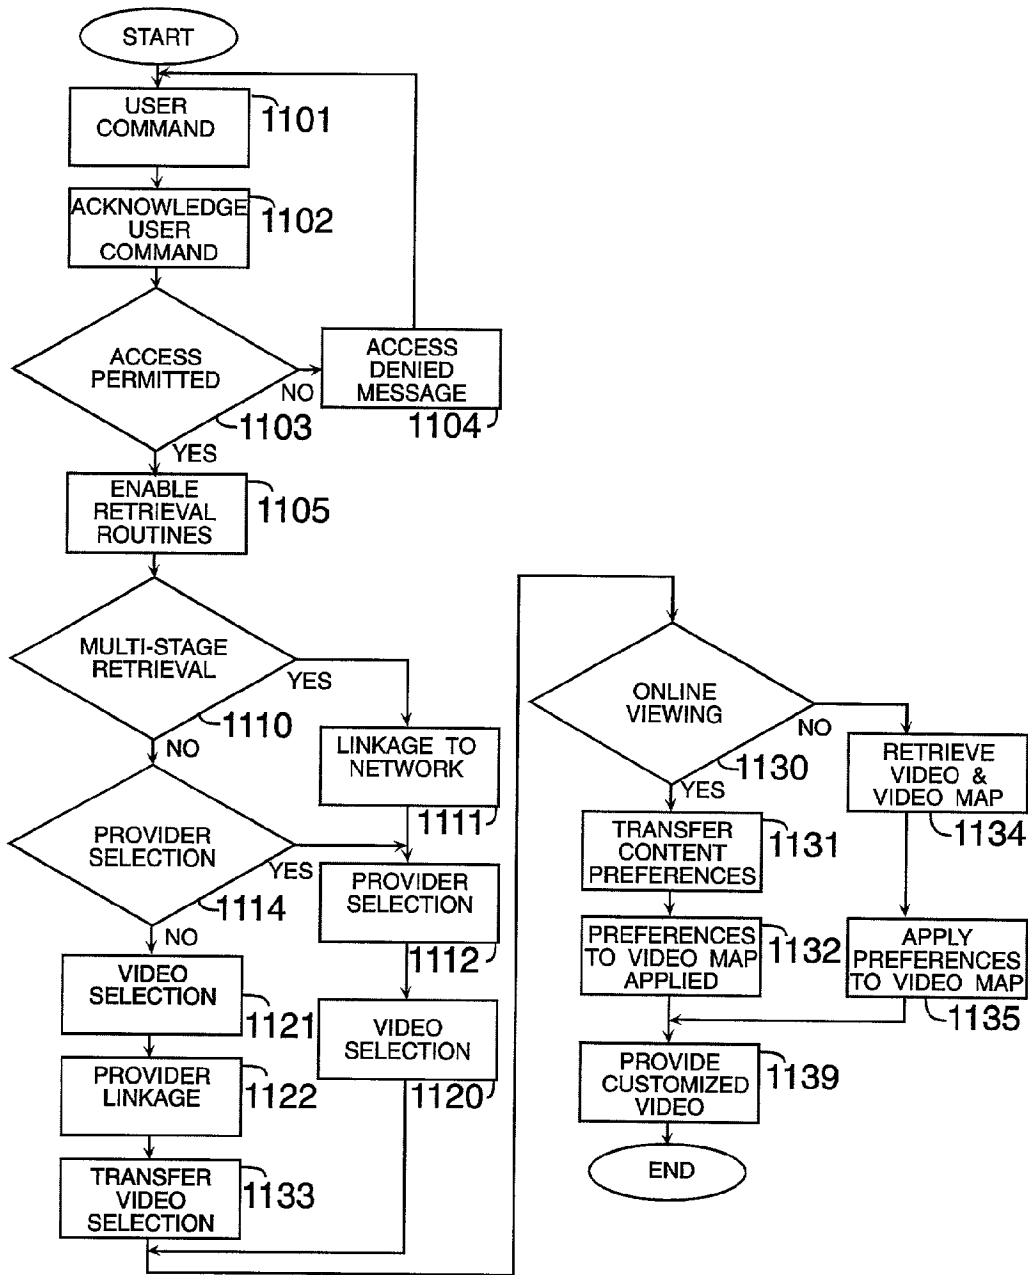 START
USER
COMMAND
1101
ACKNOWLEDGE
USER
COMMAND
1102
ACCESS
PERMITTED
NO
1103
YES
ACCESS
DENIED
MESSAGE
1104
ENABLE
RETRIEVAL
ROUTINES
1105
MULTI-STAGE
RETRIEVAL
YES
1110
NO
LINKAGE TO
NETWORK
1111
PROVIDER
SELECTION
YES
1114
NO
PROVIDER
SELECTION
1112
VIDEO
SELECTION
1121
VIDEO
SELECTION
1120
PROVIDER
LINKAGE
1122
TRANSFER
VIDEO
SELECTION
1133
ONLINE
VIEWING
NO
1130
YES
RETRIEVE
VIDEO &
VIDEO MAP
1134
TRANSFER
CONTENT
PREFERENCES
1131
PREFERENCES
TO VIDEO MAP
APPLIED
1132
APPLY
PREFERENCES
TO VIDEO MAP
1135
PROVIDE
CUSTOMIZED
VIDEO
1139
END